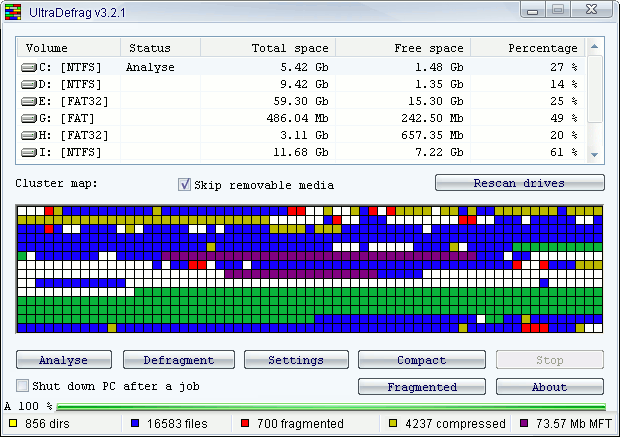 UltraDefrag v3.2.1
Volume Status Total space Free space Percentage
C: [NTFS] Analyse 5.42 Gb 1.48 Gb 27 %
D: [NTFS] 9.42 Gb 1.35 Gb 14 %
E: [FAT32] 59.30 Gb 15.30 Gb 25 %
G: [FAT] 486.04 Mb 242.50 Mb 49 %
H: [FAT32] 3.11 Gb 657.35 Mb 20 %
I: [NTFS] 11.68 Gb 7.22 Gb 61 %
Cluster map: Skip removable media Rescan drives
Analyse Defragment Settings Compact Stop
Shut down PC after a job Fragmented About
A 100 %
856 dirs 16583 files 700 fragmented 4237 compressed 73.57 Mb MFT